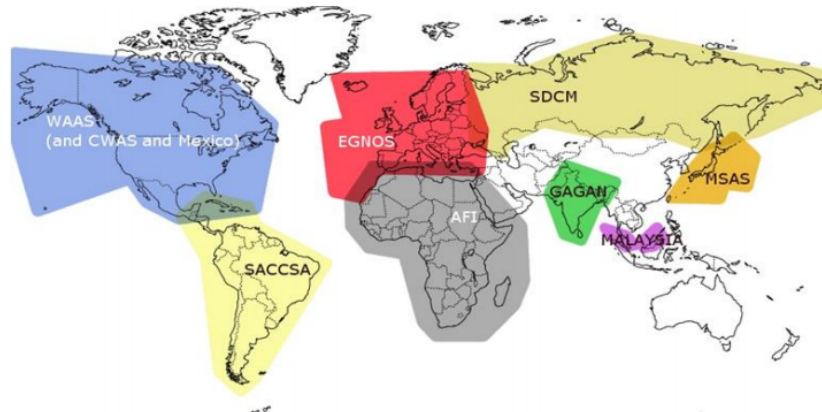 SDCM
WAAS
(and CWAS and Mexico)
EGNOS
MSAS
GAGAN
AFI
MALAYSIA
SACCSA